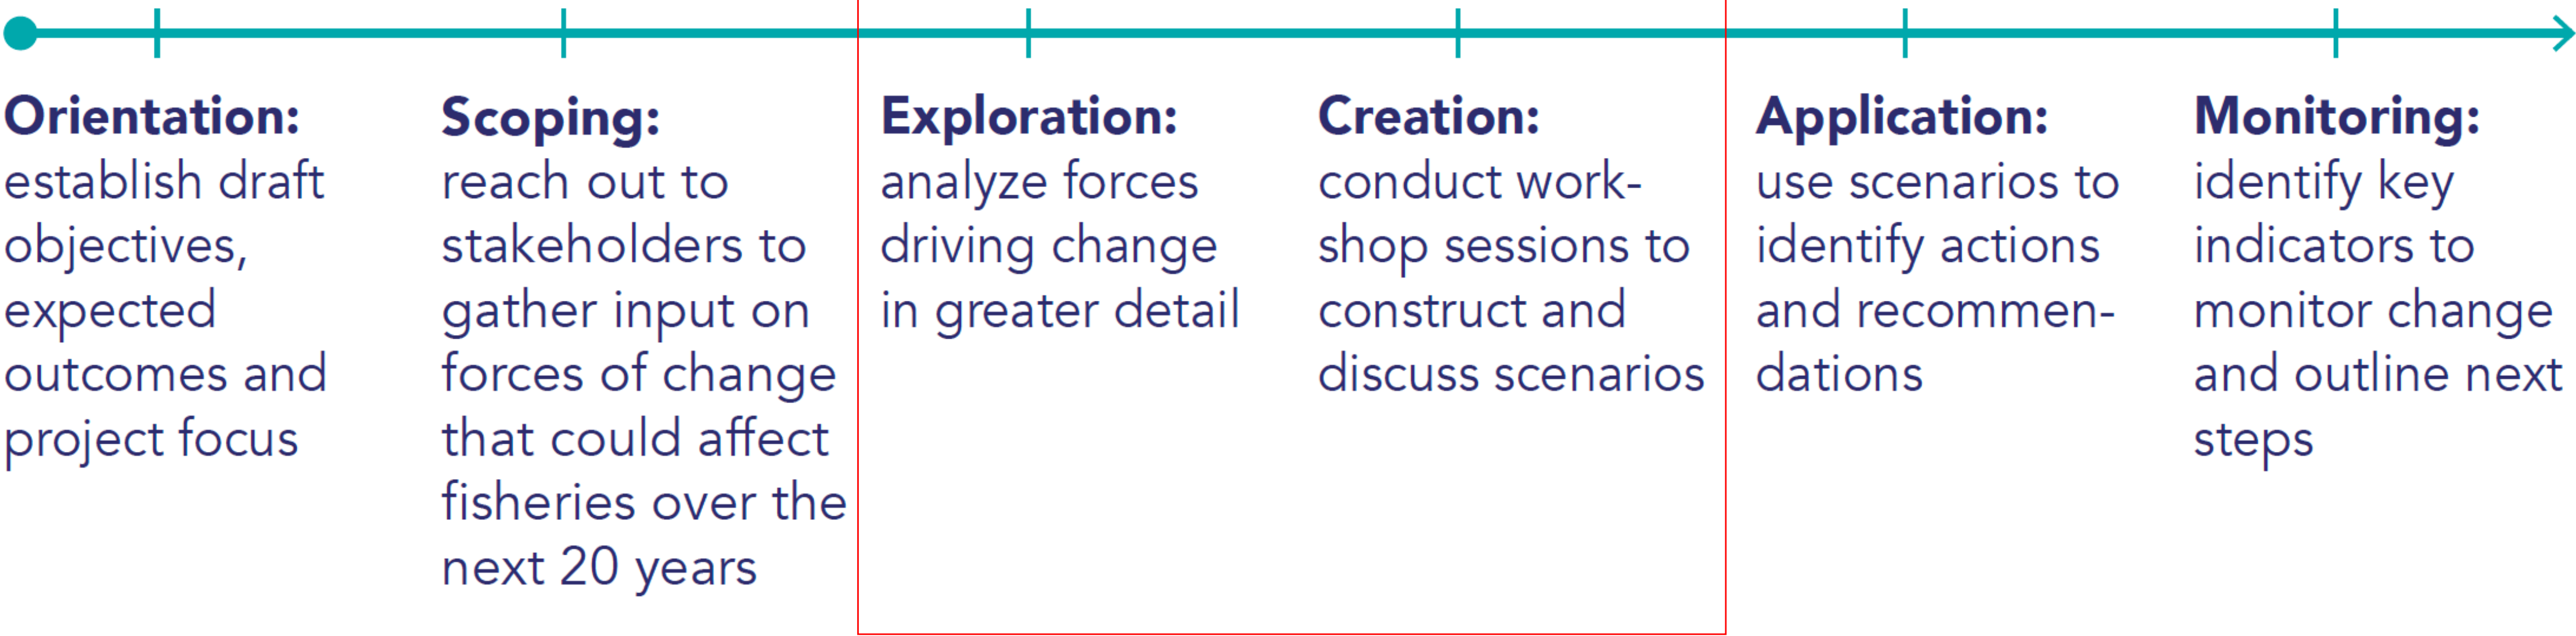 Orientation:
establish draft
objectives,
expected
outcomes and
project focus
Scoping:
reach out to
stakeholders to
gather input on
forces of change
that could affect
fisheries over the
next 20 years
Exploration:
analyze forces
driving change
in greater detail
Creation:
conduct work-
shop sessions to
construct and
discuss scenarios
Application:
use scenarios to
identify actions
and recommen-
dations
Monitoring:
identify key
indicators to
monitor change
and outline next
steps